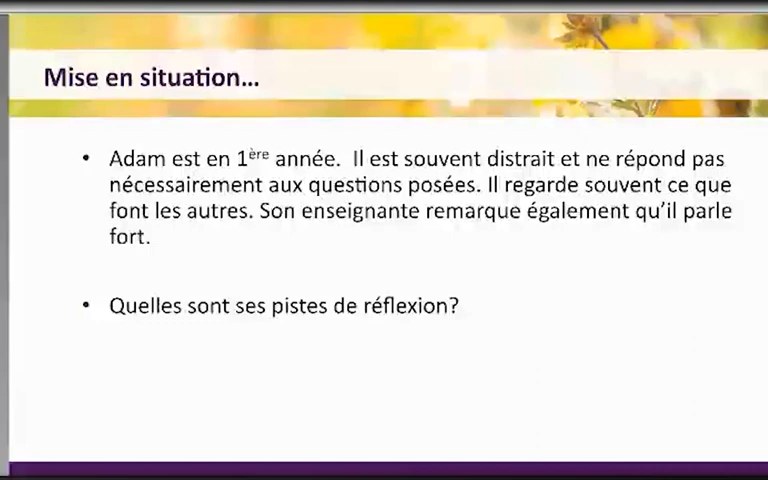 Mise en situation…
• Adam est en 1ère année. Il est souvent distrait et ne répond pas
nécessairement aux questions posées. Il regarde souvent ce que
font les autres. Son enseignante remarque également qu’il parle
fort.
• Quelles sont ses pistes de réflexion?